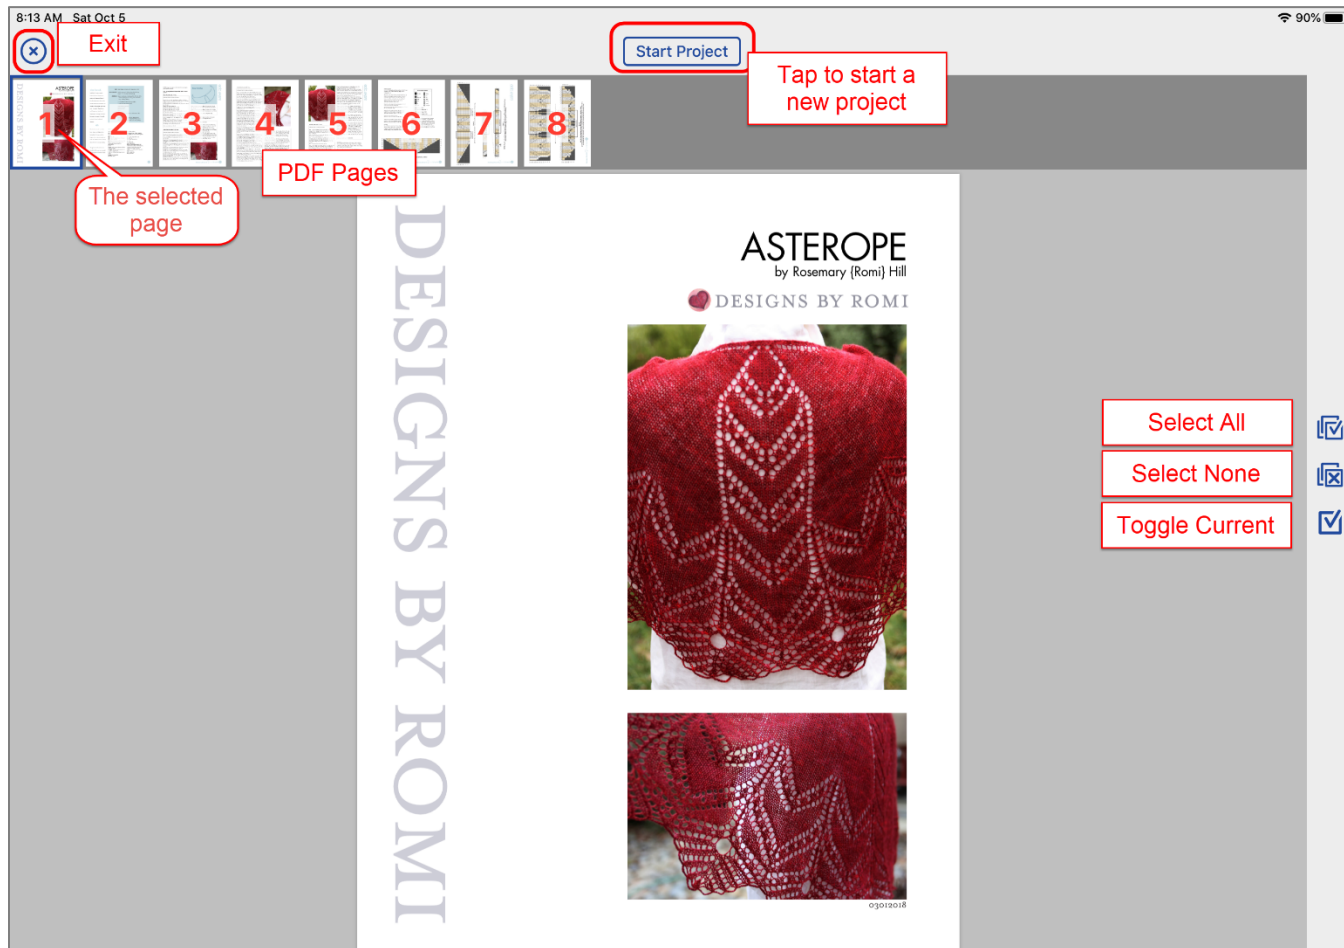 8:13 AM Sat Oct 5
90%
Exit
Start Project
Tap to start a
new project
1 2 3 4 5 6 7 8
PDF Pages
The selected
page
DESIGNS BY ROMI
ASTEROPE
by Rosemary {Romi} Hill
DESIGNS BY ROMI
Select All
Select None
Toggle Current
03012018